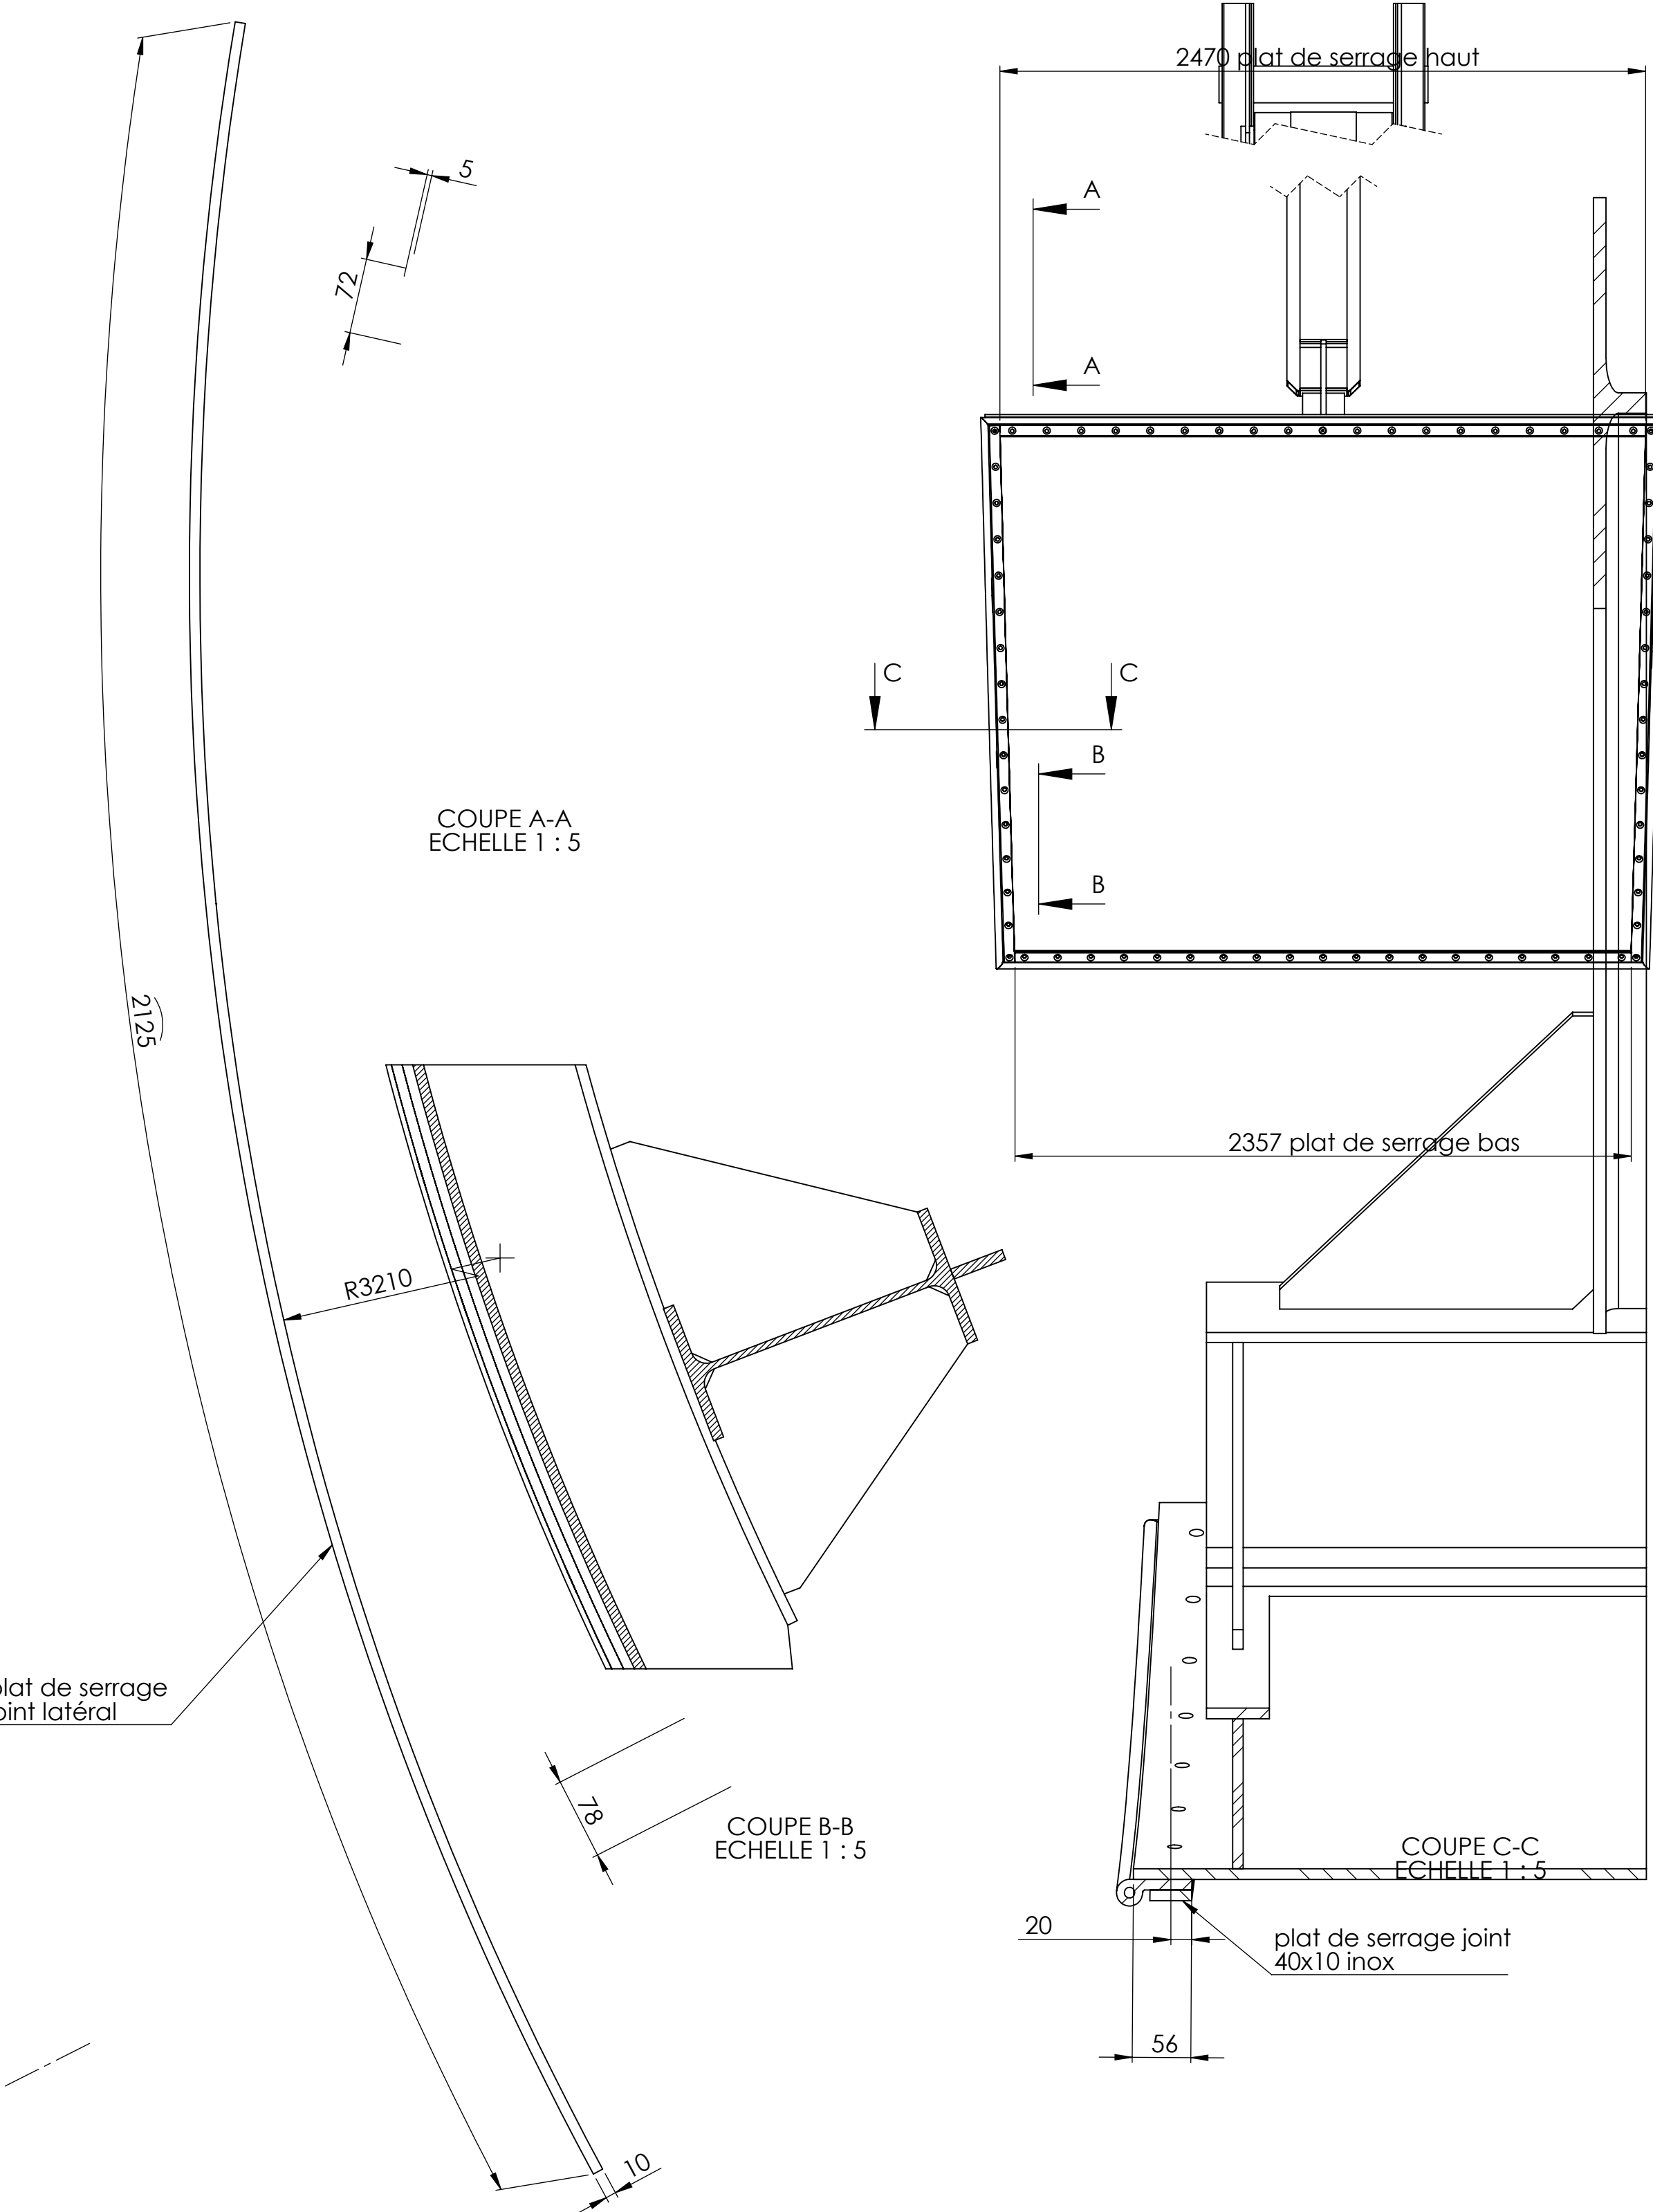 2470 plat de serrage haut
5
A
72
A
C
C
B
COUPE A-A
ECHELLE 1 : 5
B
2125
2357 plat de serrage bas
R3210
plat de serrage
joint latéral
78
COUPE B-B
ECHELLE 1 : 5
COUPE C-C
ECHELLE 1 : 5
20
plat de serrage joint
40x10 inox
56
10